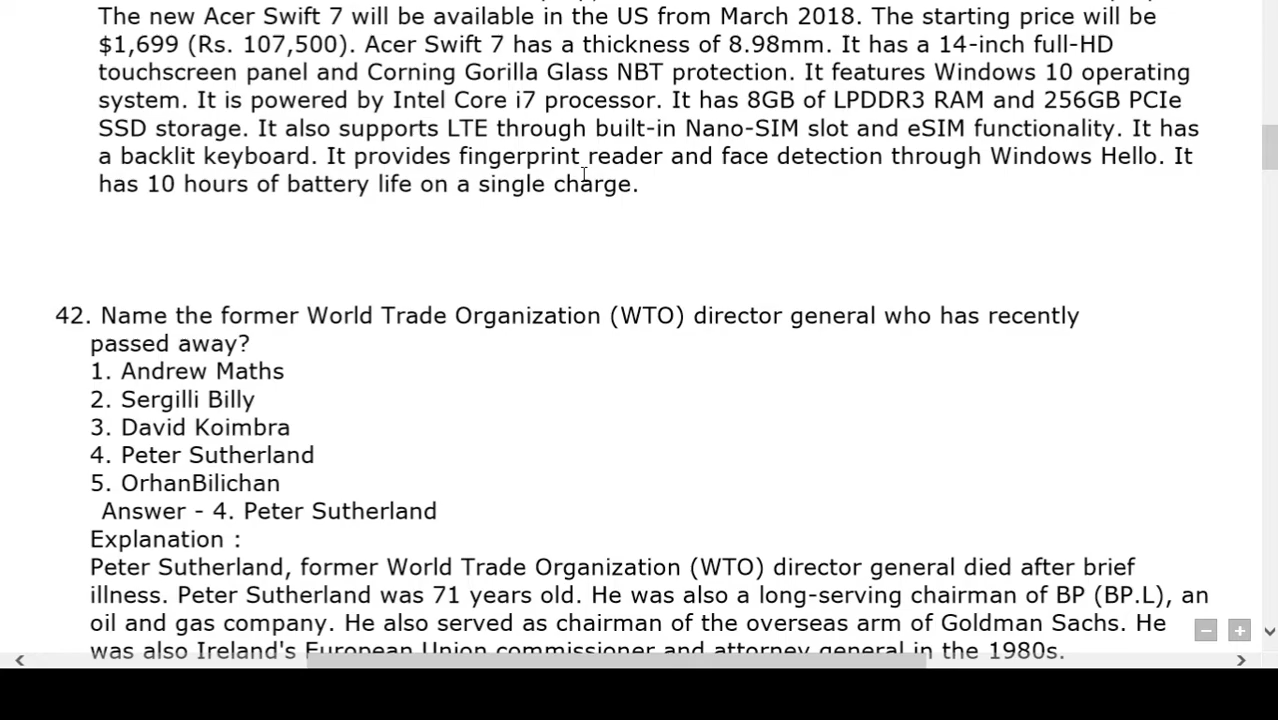 The new Acer Swift 7 will be available in the US from March 2018. The starting price will be
$1,699 (Rs. 107,500). Acer Swift 7 has a thickness of 8.98mm. It has a 14-inch full-HD
touchscreen panel and Corning Gorilla Glass NBT protection. It features Windows 10 operating
system. It is powered by Intel Core i7 processor. It has 8GB of LPDDR3 RAM and 256GB PCIe
SSD storage. It also supports LTE through built-in Nano-SIM slot and eSIM functionality. It has
a backlit keyboard. It provides fingerprint reader and face detection through Windows Hello. It
has 10 hours of battery life on a single charge.
42. Name the former World Trade Organization (WTO) director general who has recently
passed away?
1. Andrew Maths
2. Sergilli Billy
3. David Koimbra
4. Peter Sutherland
5. OrhanBilichan
Answer - 4. Peter Sutherland
Explanation :
Peter Sutherland, former World Trade Organization (WTO) director general died after brief
illness. Peter Sutherland was 71 years old. He was also a long-serving chairman of BP (BP.L), an
oil and gas company. He also served as chairman of the overseas arm of Goldman Sachs. He
was also Ireland's European Union commissioner and attorney general in the 1980s.